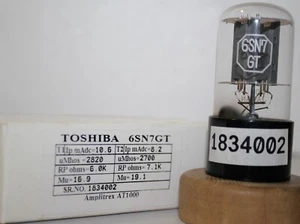 TOSHIBA 6SN7GT
T1Ip mAdc=10.6 T2Ip mAdc=8.2
uMhos=2820 uMhos=2700
RP ohms=6.0K RP ohms=7.1K
Mu=16.9 Mu=19.1
SR.NO. 1834002
Amplitrex AT1000
6SN7
GT
1834002